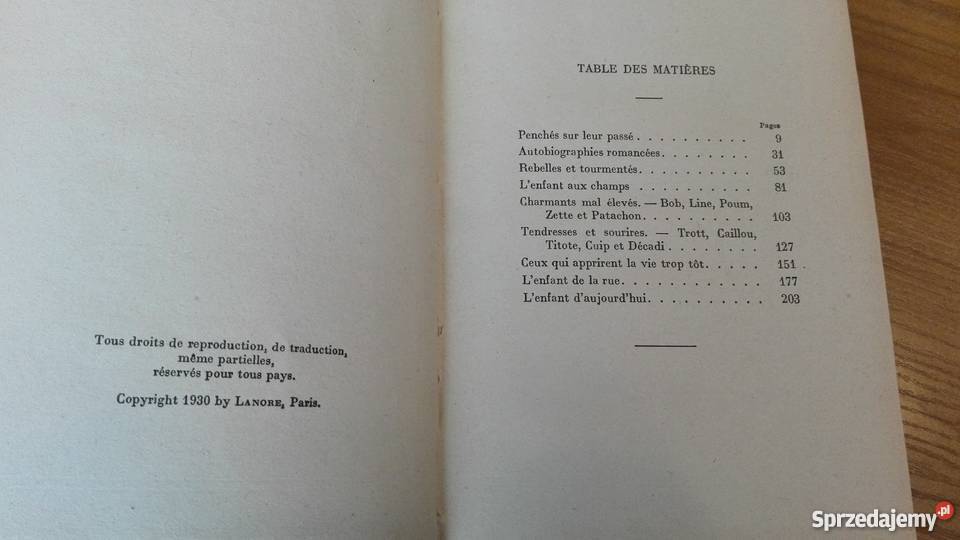 Tous droits de reproduction, de traduction,
même partielles,
réservés pour tous pays.
Copyright 1930 by LANORE, Paris.
TABLE DES MATIÈRES
Pages
Penchés sur leur passé . . . . . . . . . . 9
Autobiographies romancées . . . . . . . . 31
Rebelles et tourmentés . . . . . . . . . . 53
L'enfant aux champs . . . . . . . . . . 81
Charmants mal élevés. — Bob, Line, Poum,
Zette et Patachon . . . . . . . . . . 103
Tendresses et sourires. — Trott, Caillou,
Titote, Cuip et Décadi . . . . . . . . 127
Ceux qui apprirent la vie trop tôt . . . . . 151
L'enfant de la rue . . . . . . . . . . . . 177
L'enfant d'aujourd'hui . . . . . . . . . . 203
Sprzedajemy.pl